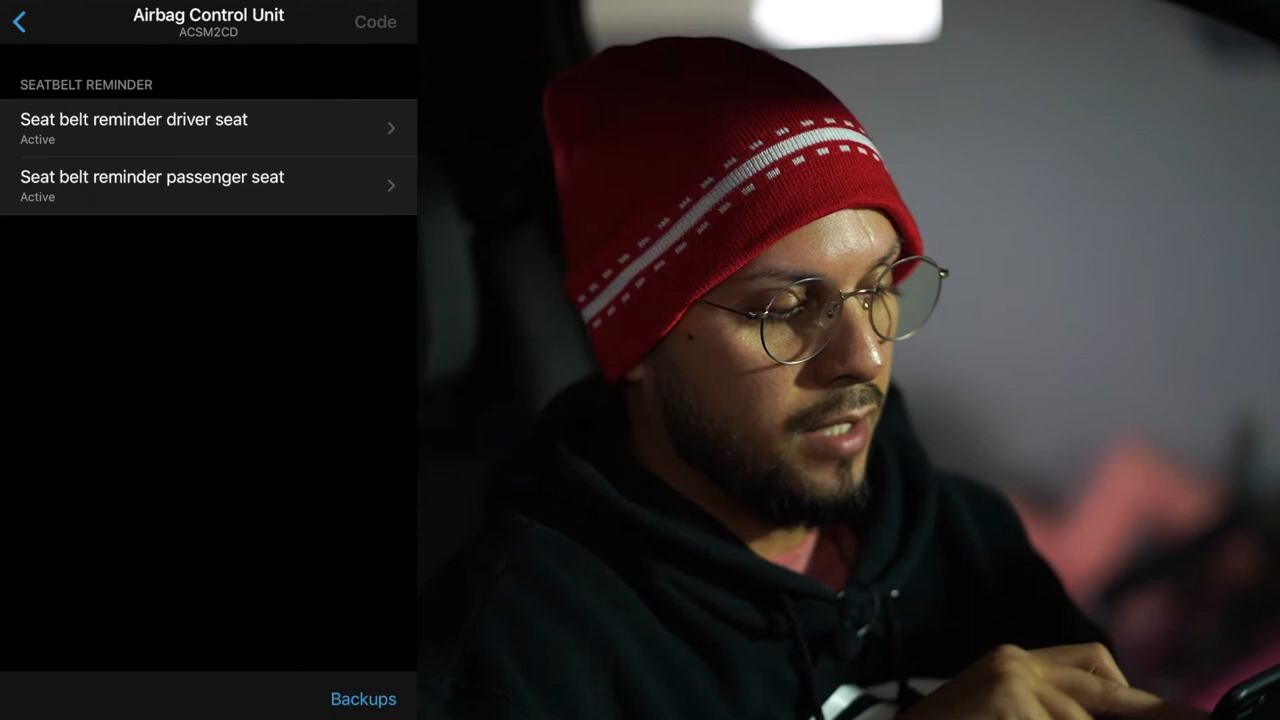 Airbag Control Unit
ACSM2CD
Code
SEATBELT REMINDER
Seat belt reminder driver seat
Active
Seat belt reminder passenger seat
Active
Backups